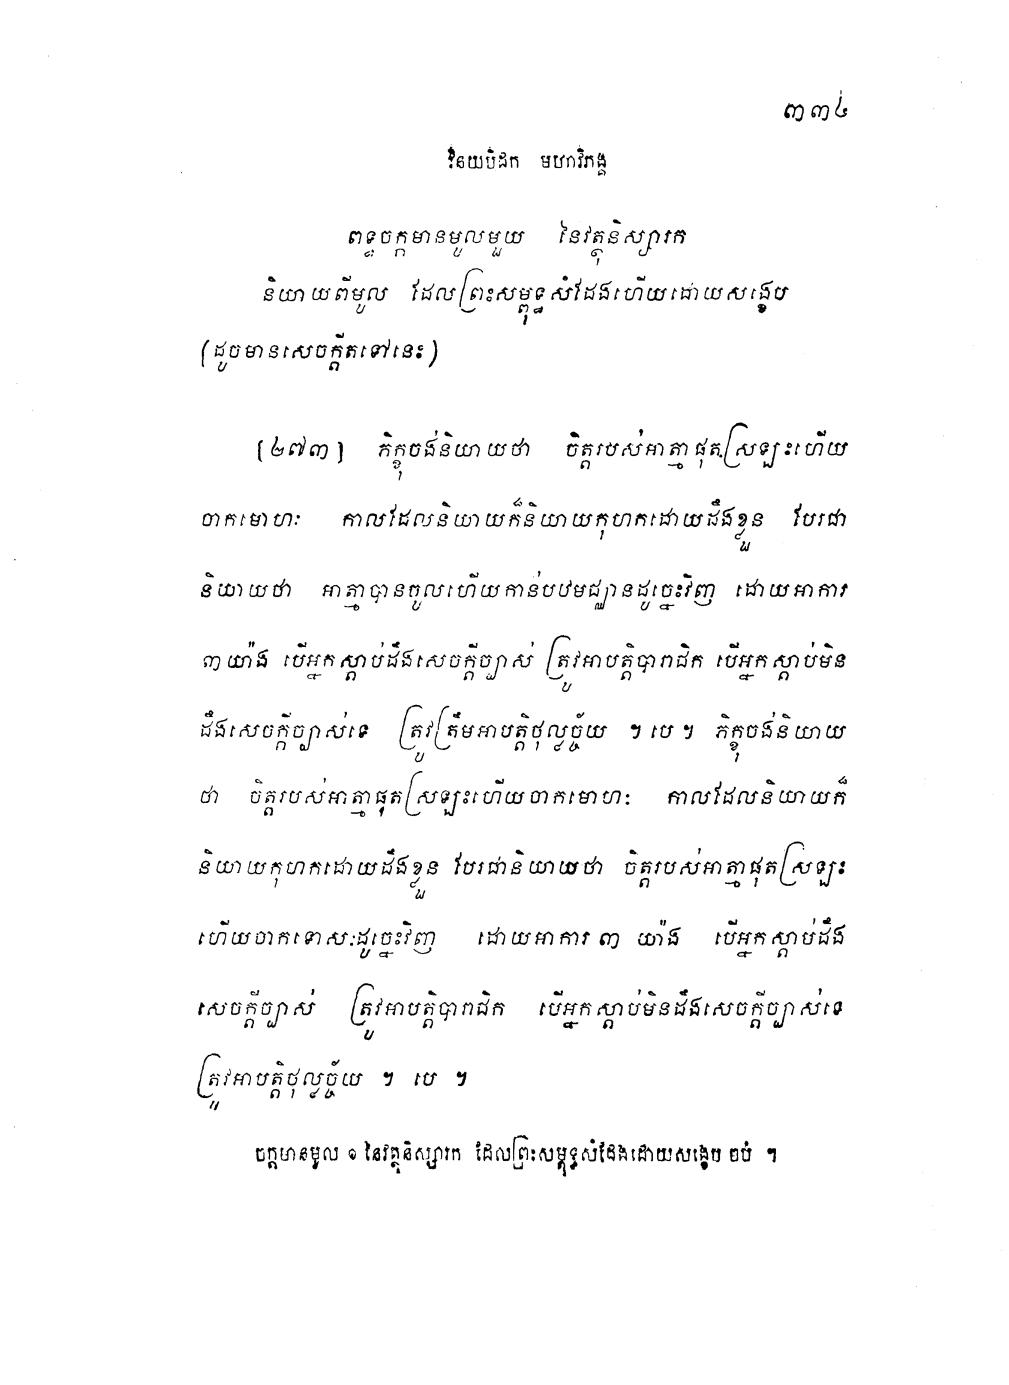 ៣៣៤
វិនយបិដក មហាវិភង្គ
ពទ្ធចក្កមានមូលមួយ នៃវត្ថុនិស្សារក
និយាយពីមូល ដែលព្រះសម្ពុទ្ធសំដែងហើយដោយសង្ខេប
(ដូចមានសេចក្តីតទៅនេះ)
[៤៧៣] ភិក្ខុចង់និយាយថា ចិត្តរបស់អាត្មាផុតស្រឡះហើយ
ចាកមោហៈ កាលដែលនិយាយក៏និយាយកុហកដោយដឹងខ្លួន បែរជា
និយាយថា អាត្មាបានចូលហើយកាន់បឋមជ្ឈានដូច្នេះវិញ ដោយអាការ
៣យ៉ាង បើអ្នកស្តាប់ដឹងសេចក្តីច្បាស់ ត្រូវអាបត្តិបារាជិក បើអ្នកស្តាប់មិន
ដឹងសេចក្តីច្បាស់ទេ ត្រូវត្រឹមអាបត្តិថុល្លច្ច័យ ។ បេ ។ ភិក្ខុចង់និយាយ
ថា ចិត្តរបស់អាត្មាផុតស្រឡះហើយចាកមោហៈ កាលដែលនិយាយក៏
និយាយកុហកដោយដឹងខ្លួន បែរជានិយាយថា ចិត្តរបស់អាត្មាផុតស្រឡះ
ហើយចាកទោសៈដូច្នេះវិញ ដោយអាការ ៣ យ៉ាង បើអ្នកស្តាប់ដឹង
សេចក្តីច្បាស់ ត្រូវអាបត្តិបារាជិក បើអ្នកស្តាប់មិនដឹងសេចក្តីច្បាស់ទេ
ត្រូវអាបត្តិថុល្លច្ច័យ ។ បេ ។
ចក្កមានមូល ១ នៃវត្ថុនិស្សារក ដែលព្រះសម្ពុទ្ធសំដែងដោយសង្ខេប ចប់ ។